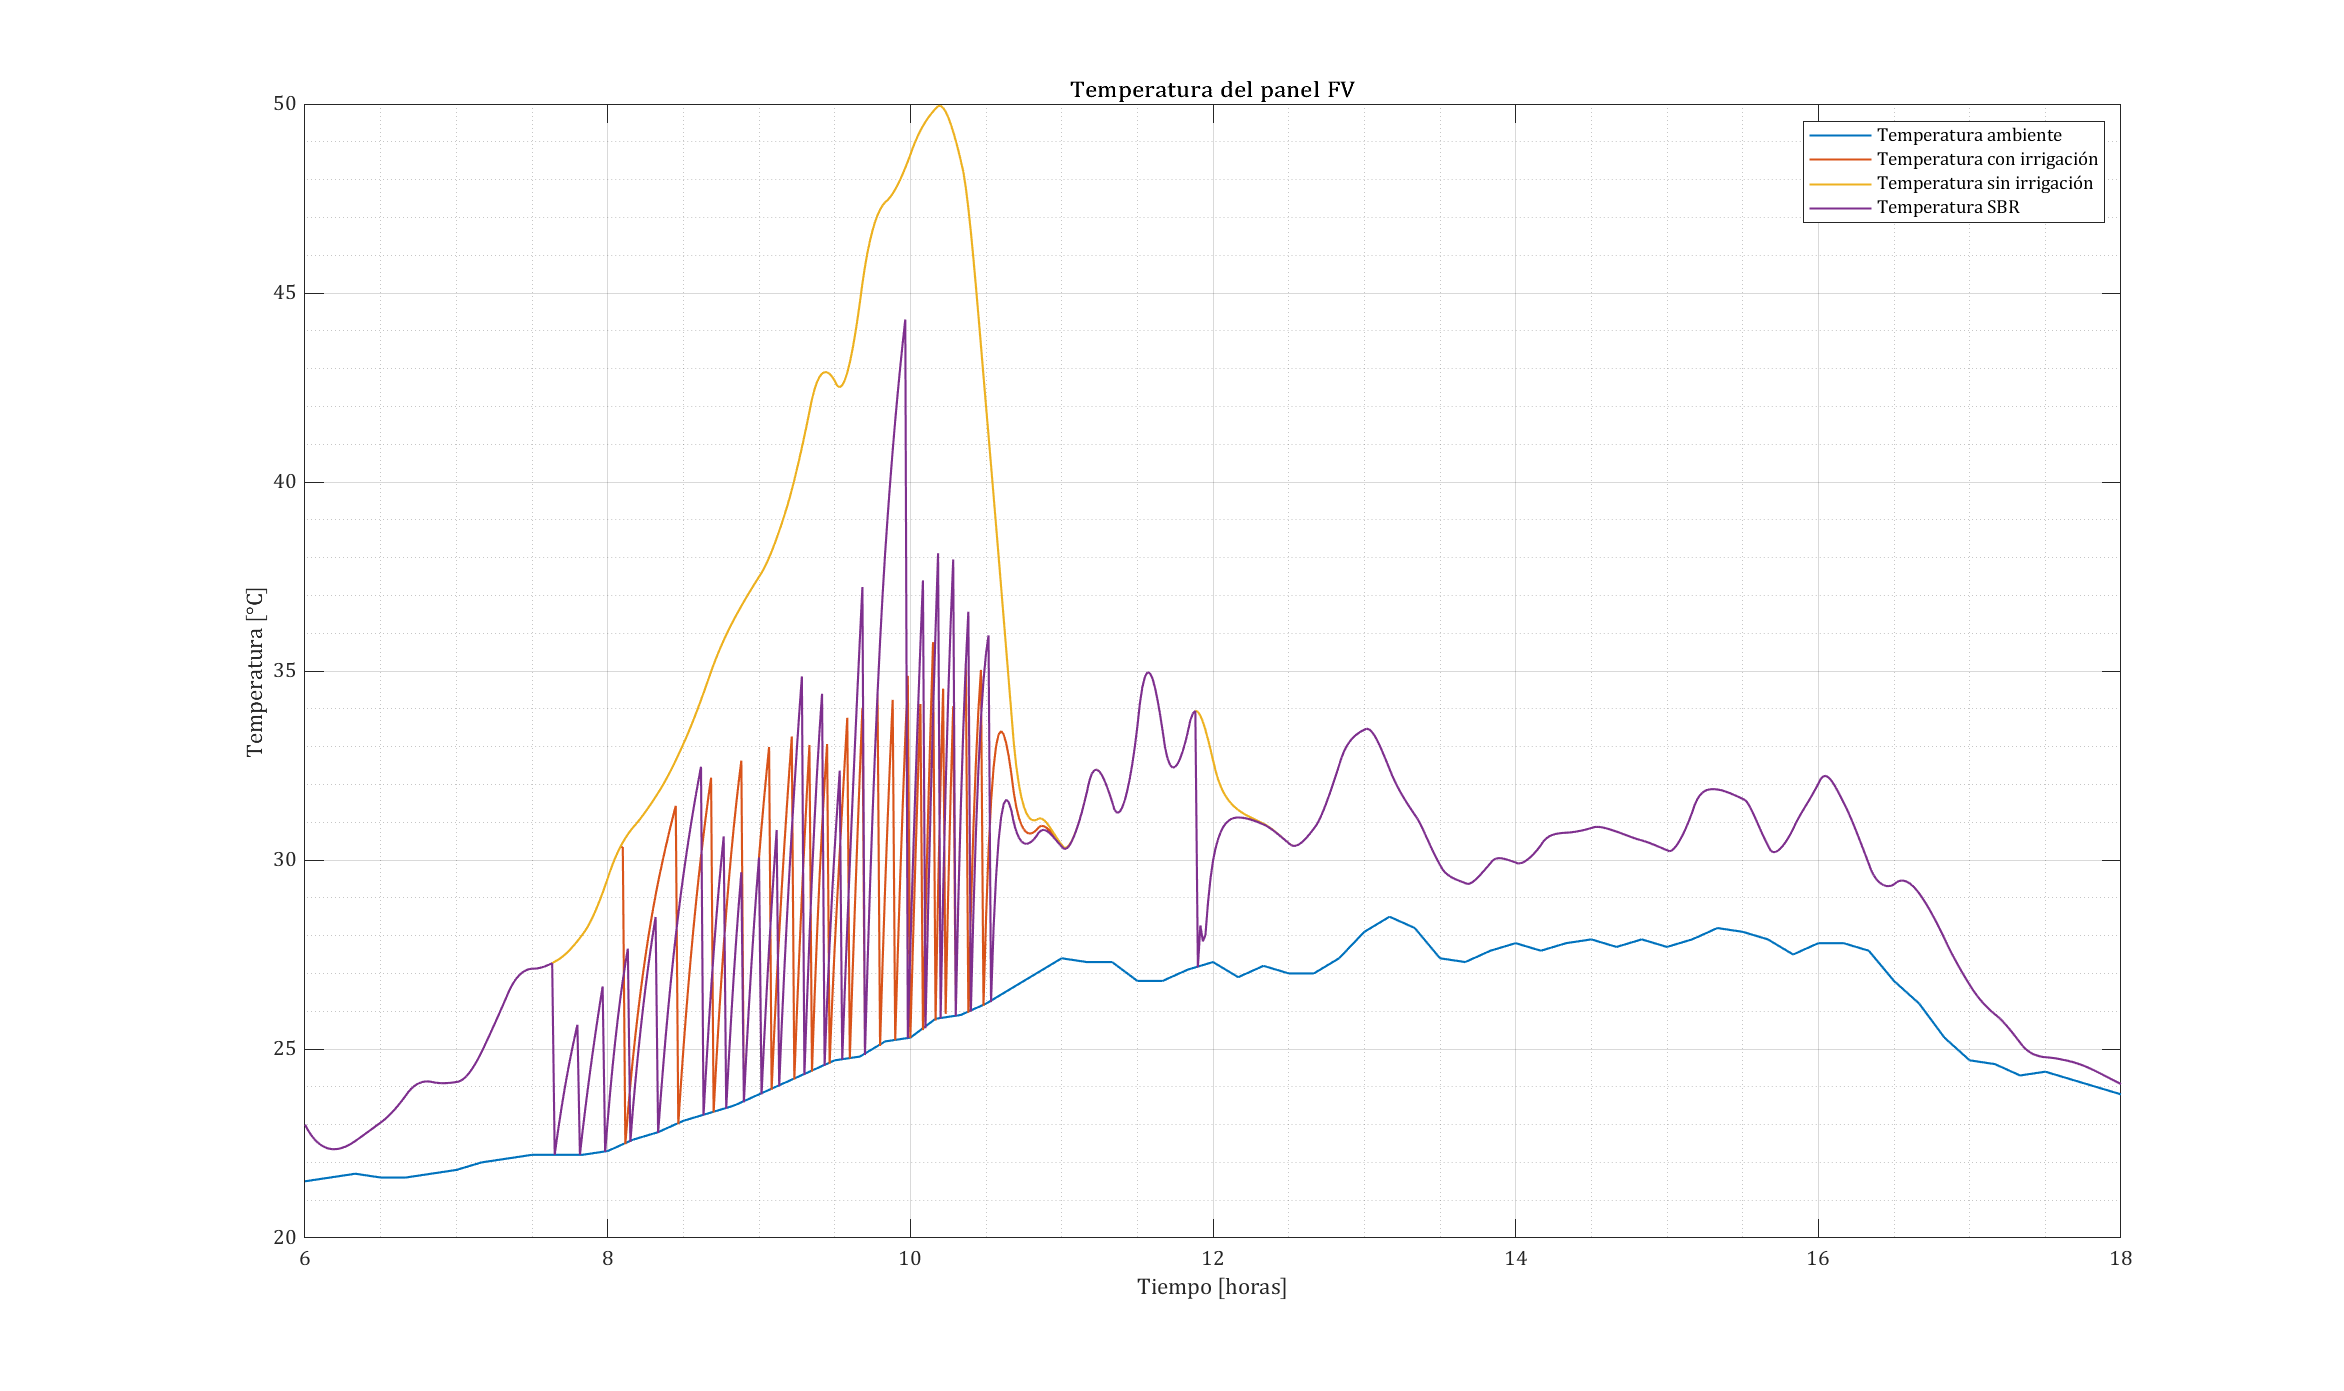 Temperatura del panel FV
Temperatura ambiente
Temperatura con irrigación
Temperatura sin irrigación
Temperatura SBR
Temperatura [°C]
50
45
40
35
30
25
20
6 8 10 12 14 16 18
Tiempo [horas]